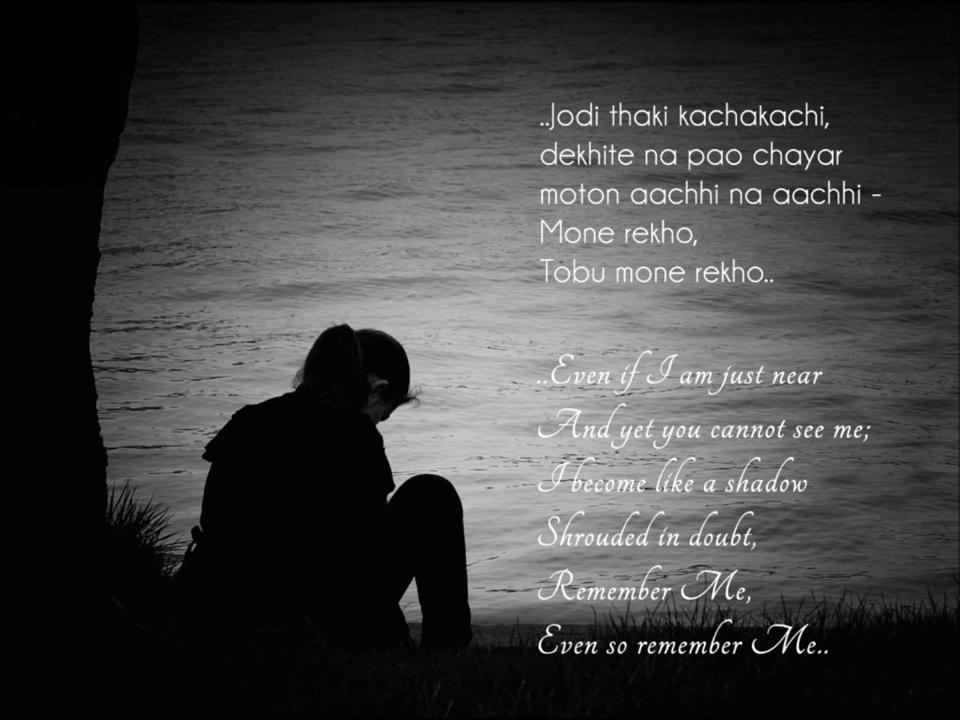 ..Jodi thaki kachakachi,
dekhite na pao chayar
moton aachhi na aachhi -
Mone rekho,
Tobu mone rekho..
..Even if I am just near
And yet you cannot see me;
I become like a shadow
Shrouded in doubt,
Remember Me,
Even so remember Me..